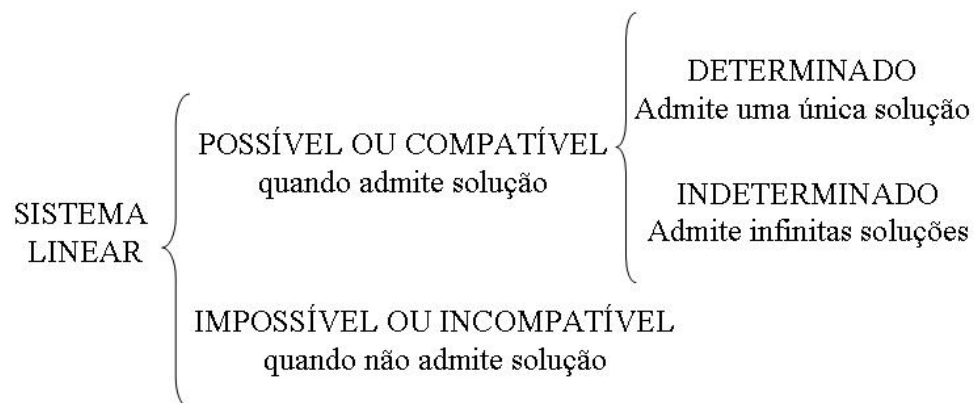 SISTEMA
LINEAR
POSSÍVEL OU COMPATÍVEL
quando admite solução
DETERMINADO
Admite uma única solução
INDETERMINADO
Admite infinitas soluções
IMPOSSÍVEL OU INCOMPATÍVEL
quando não admite solução